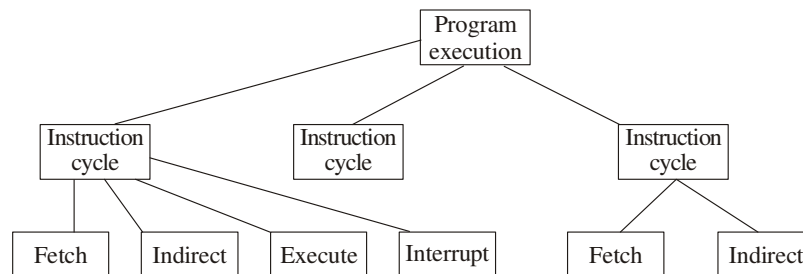 Program
execution
Instruction
cycle
Instruction
cycle
Instruction
cycle
Fetch
Indirect
Execute
Interrupt
Fetch
Indirect